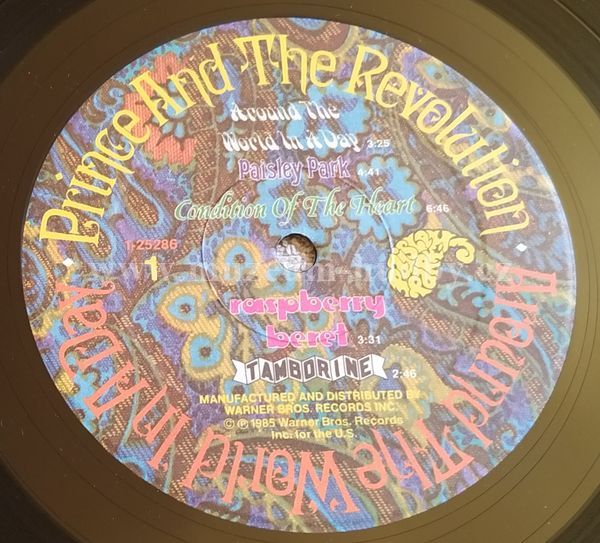 Prince And The Revolution
Around The
World In A Day 3:25
Paisley Park 4:41
Condition Of The Heart 6:46
1-25286
1
raspberry
beret 3:31
TAMBORINE 2:46
MANUFACTURED AND DISTRIBUTED BY
WARNER BROS. RECORDS INC.
© ℗ 1985 Warner Bros. Records
Inc. for the U.S.
Around The World In A Day